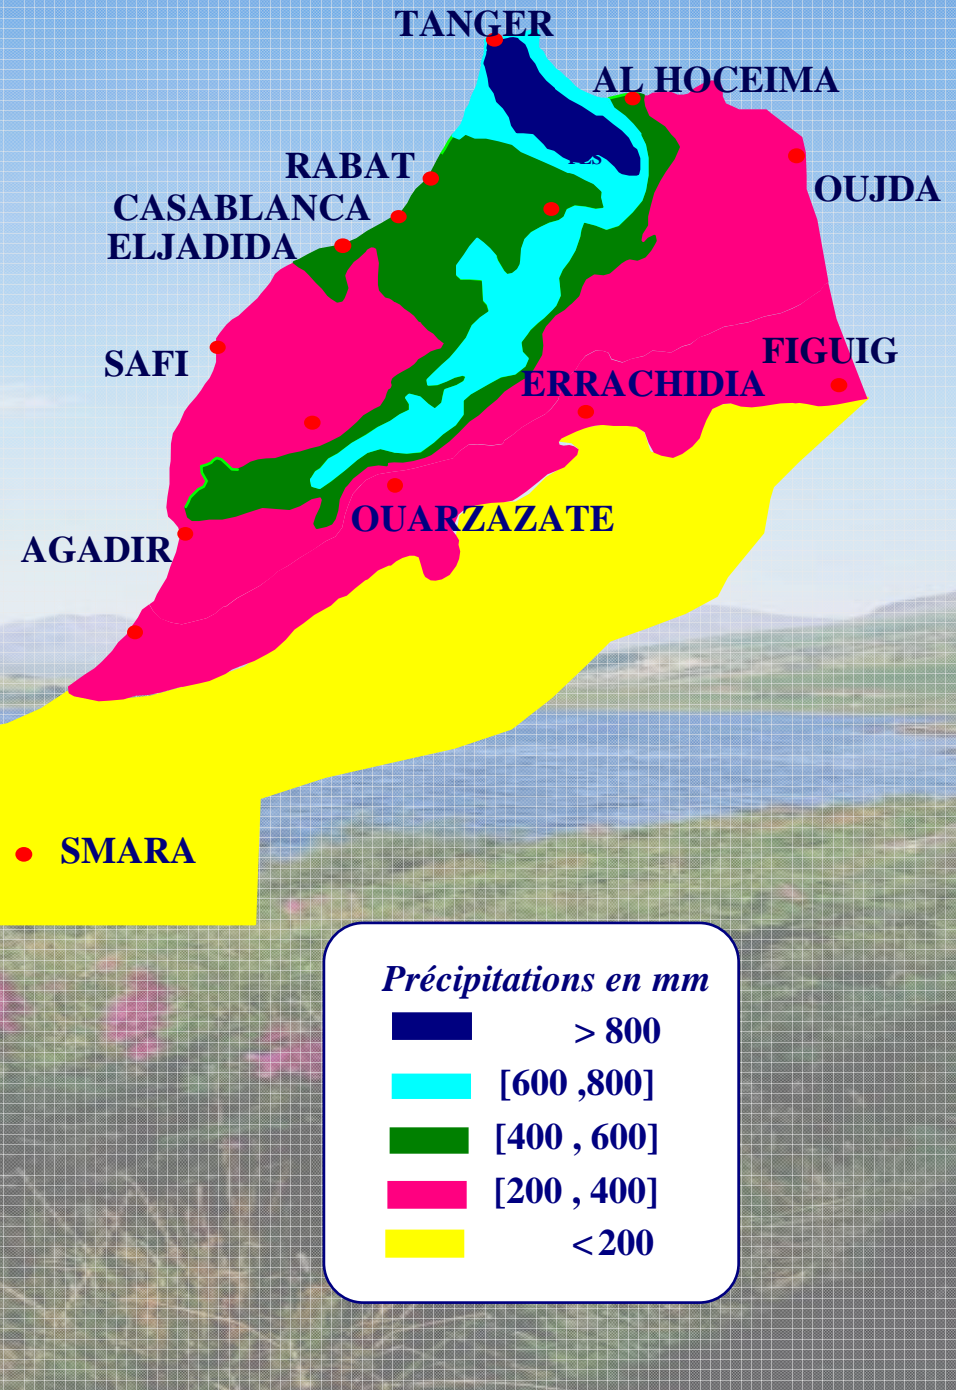 TANGER
AL HOCEIMA
RABAT
OUJDA
CASABLANCA
ELJADIDA
SAFI
FIGUIG
ERRACHIDIA
OUARZAZATE
AGADIR
SMARA
Précipitations en mm
> 800
[600 ,800]
[400 , 600]
[200 , 400]
<200